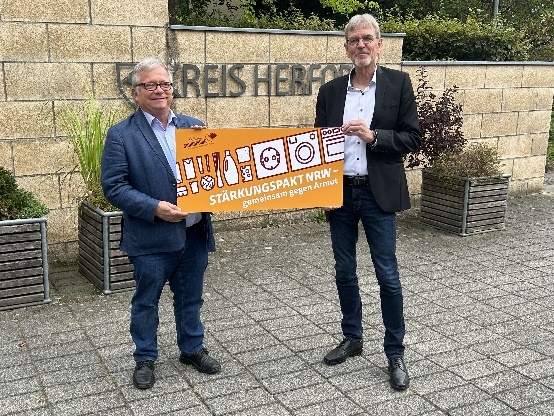 KREIS HERFORD
STÄRKUNGSPAKT NRW –
gemeinsam gegen Armut